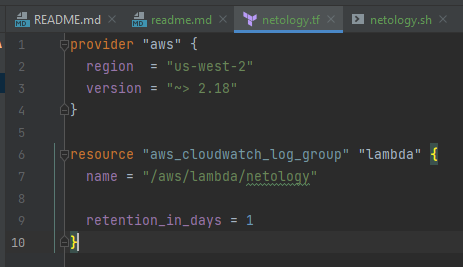 README.md readme.md netology.tf netology.sh
1 provider "aws" {
2   region  = "us-west-2"
3   version = "~> 2.18"
4 }
5
6 resource "aws_cloudwatch_log_group" "lambda" {
7   name = "/aws/lambda/netology"
8
9   retention_in_days = 1
10 }